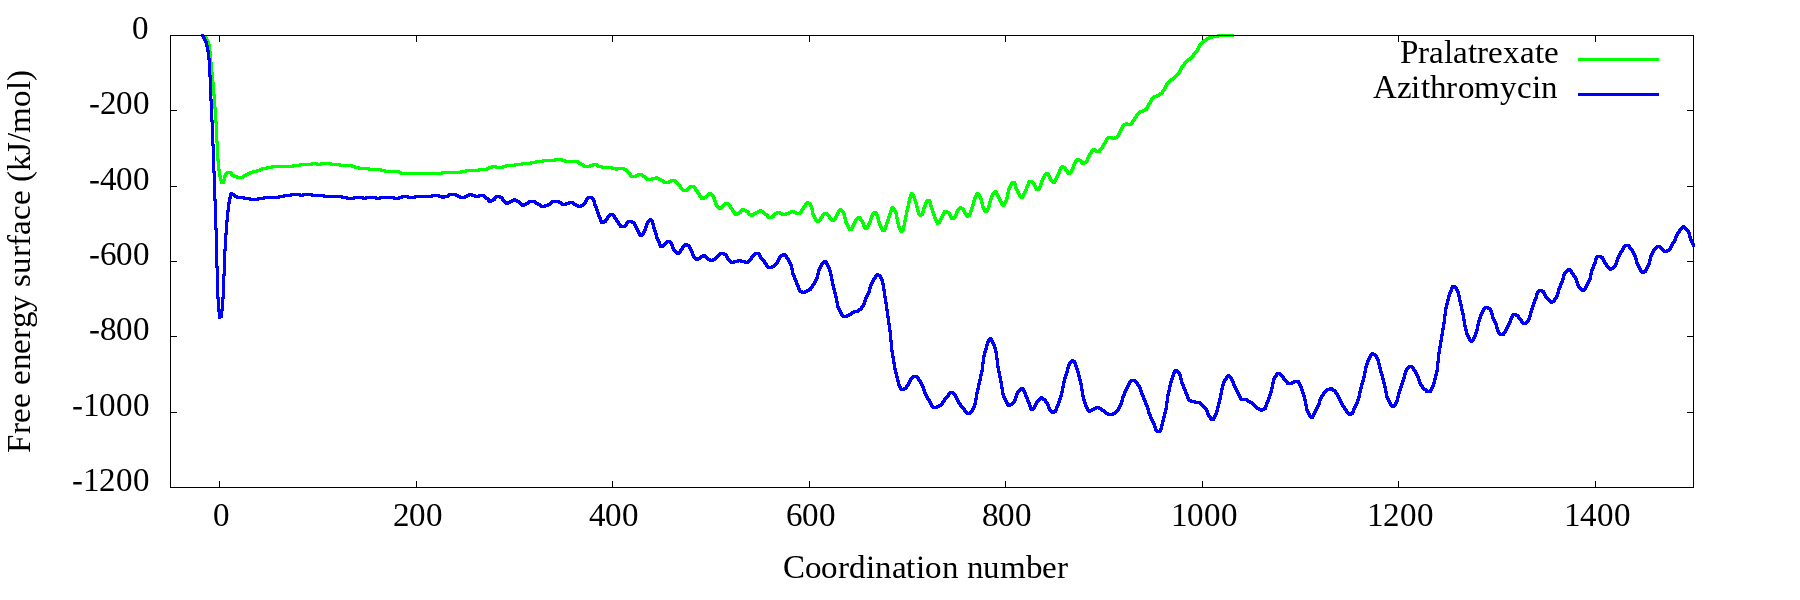 Free energy surface (kJ/mol)
0
-200
-400
-600
-800
-1000
-1200
Pralatrexate
Azithromycin
0 200 400 600 800 1000 1200 1400
Coordination number